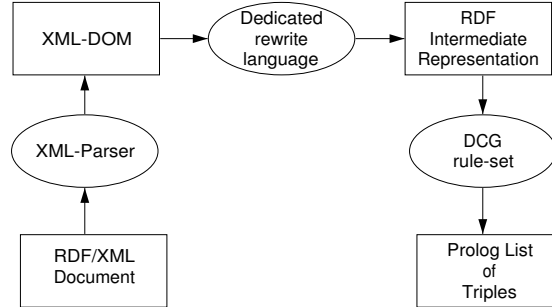 XML-DOM
Dedicated
rewrite
language
RDF
Intermediate
Representation
XML-Parser
DCG
rule-set
RDF/XML
Document
Prolog List
of
Triples